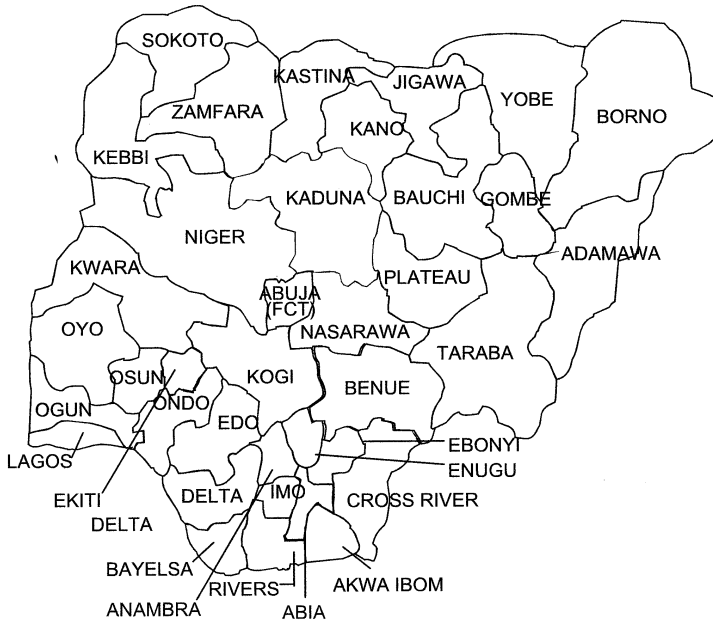 SOKOTO
KASTINA
JIGAWA
YOBE
BORNO
ZAMFARA
KANO
KEBBI
KADUNA
BAUCHI
GOMBE
NIGER
ADAMAWA
KWARA
PLATEAU
ABUJA
(FCT)
OYO
NASARAWA
TARABA
OSUN
KOGI
BENUE
ONDO
OGUN
EDO
EBONYI
LAGOS
ENUGU
EKITI
DELTA
IMO
CROSS RIVER
DELTA
BAYELSA
RIVERS
AKWA IBOM
ANAMBRA
ABIA